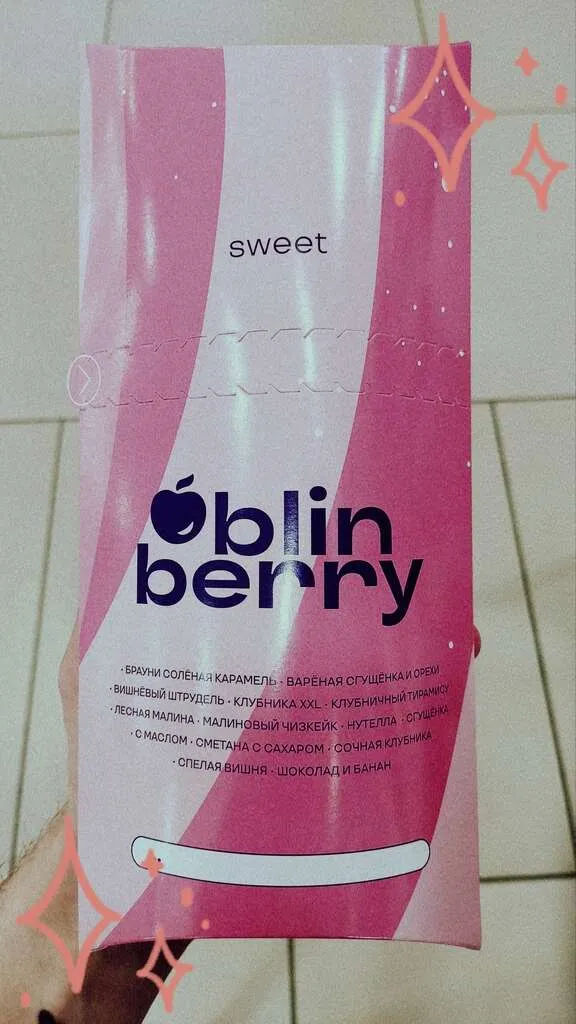 sweet
blin
berry
· БРАУНИ СОЛЁНАЯ КАРАМЕЛЬ · ВАРЁНАЯ СГУЩЁНКА И ОРЕХИ
· ВИШНЁВЫЙ ШТРУДЕЛЬ · КЛУБНИКА XXL · КЛУБНИЧНЫЙ ТИРАМИСУ
· ЛЕСНАЯ МАЛИНА · МАЛИНОВЫЙ ЧИЗКЕЙК · НУТЕЛЛА · СГУЩЁНКА
· С МАСЛОМ · СМЕТАНА С САХАРОМ · СОЧНАЯ КЛУБНИКА
· СПЕЛАЯ ВИШНЯ · ШОКОЛАД И БАНАН